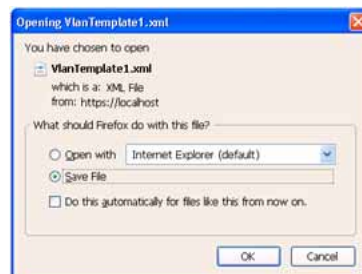 Opening VlanTemplate1.xml
You have chosen to open
VlanTemplate1.xml
which is a: XML File
from: https://localhost
What should Firefox do with this file?
Open with Internet Explorer (default)
Save File
Do this automatically for files like this from now on.
OK Cancel